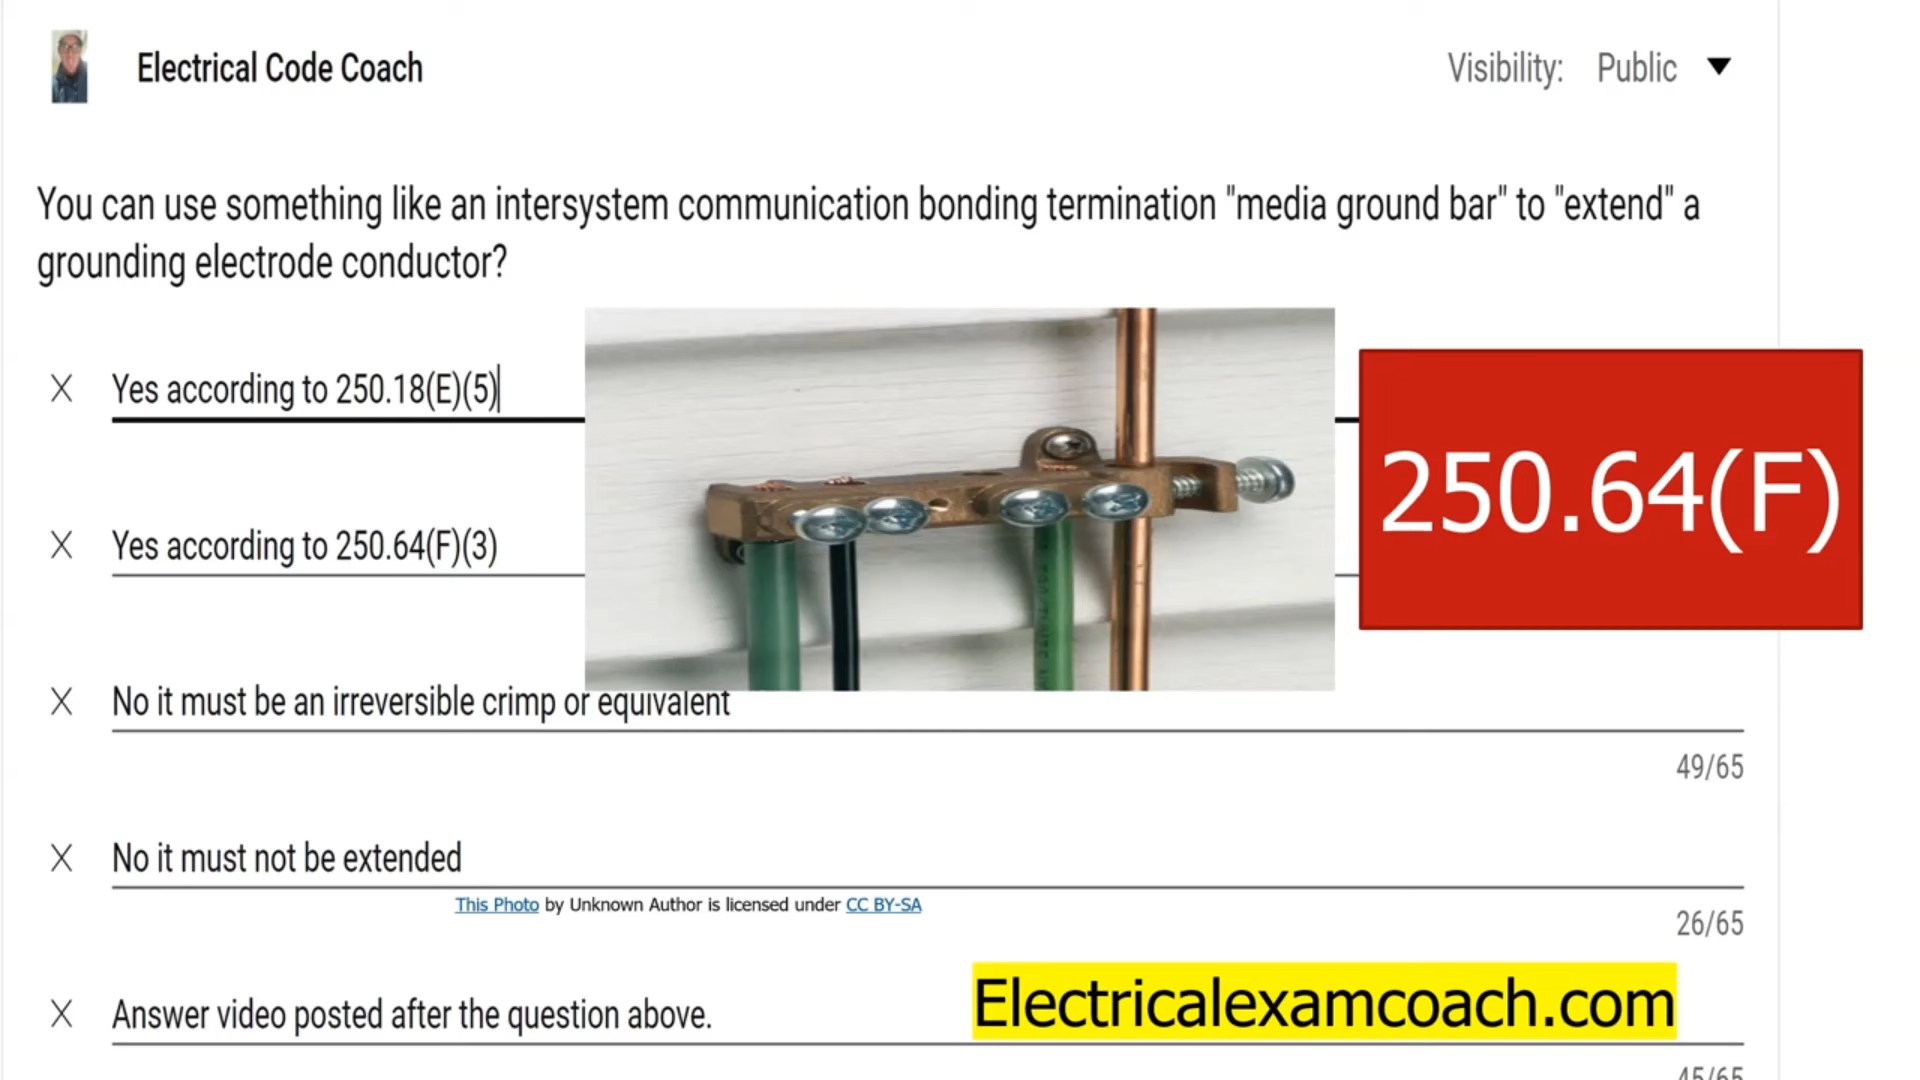 Electrical Code Coach
Visibility: Public
You can use something like an intersystem communication bonding termination "media ground bar" to "extend" a
grounding electrode conductor?
Yes according to 250.18(E)(5)
250.64(F)
Yes according to 250.64(F)(3)
No it must be an irreversible crimp or equivalent
49/65
No it must not be extended
This Photo by Unknown Author is licensed under CC BY-SA
26/65
Electricalexamcoach.com
Answer video posted after the question above.
45/65